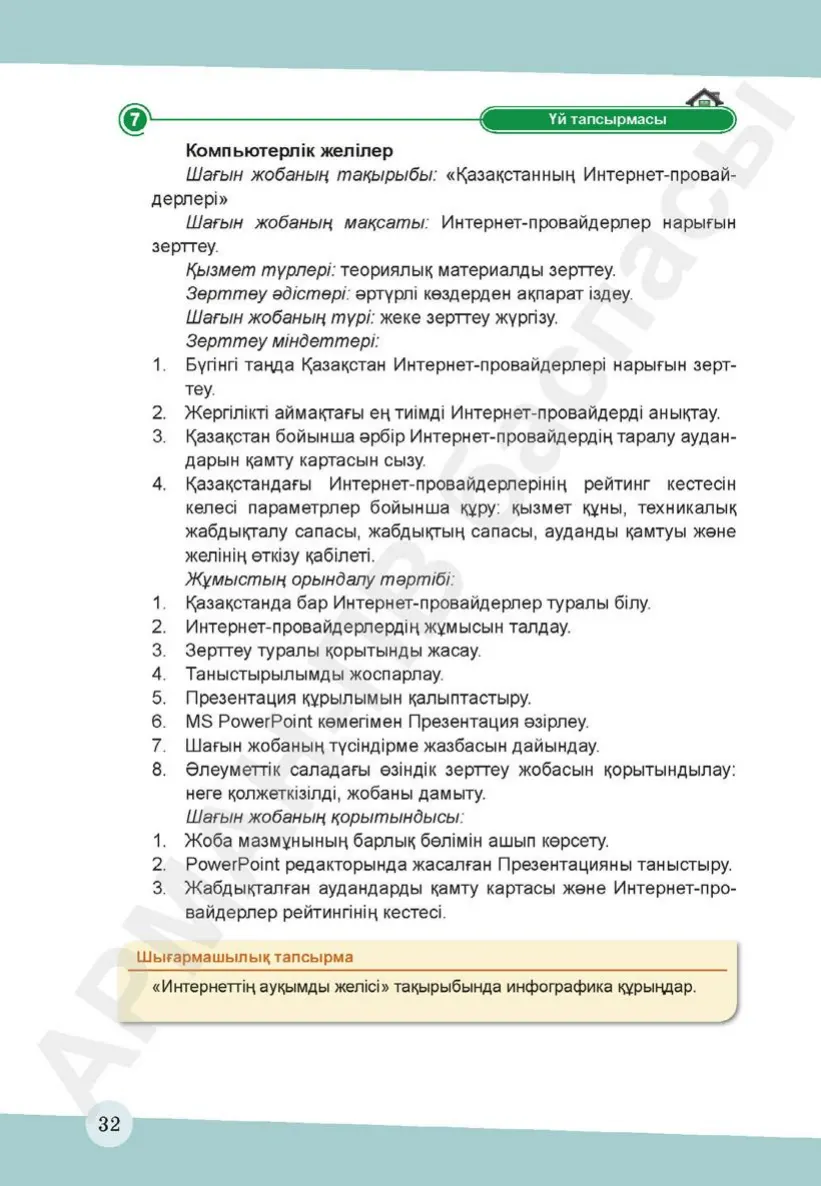 7
Үй тапсырмасы
Компьютерлік желілер
Шағын жобаның тақырыбы: «Қазақстанның Интернет-провай-
дерлері»
Шағын жобаның мақсаты: Интернет-провайдерлер нарығын
зерттеу.
Қызмет түрлері: теориялық материалды зерттеу.
Зерттеу әдістері: әртүрлі көздерден ақпарат іздеу.
Шағын жобаның түрі: жеке зерттеу жүргізу.
Зерттеу міндеттері:
1. Бүгінгі таңда Қазақстан Интернет-провайдерлері нарығын зерт-
теу.
2. Жергілікті аймақтағы ең тиімді Интернет-провайдерді анықтау.
3. Қазақстан бойынша әрбір Интернет-провайдердің таралу аудан-
дарын қамту картасын сызу.
4. Қазақстандағы Интернет-провайдерлерінің рейтинг кестесін
келесі параметрлер бойынша құру: қызмет құны, техникалық
жабдықталу сапасы, жабдықтың сапасы, ауданды қамтуы және
желінің өткізу қабілеті.
Жұмыстың орындалу тәртібі:
1. Қазақстанда бар Интернет-провайдерлер туралы білу.
2. Интернет-провайдерлердің жұмысын талдау.
3. Зерттеу туралы қорытынды жасау.
4. Таныстырылымды жоспарлау.
5. Презентация құрылымын қалыптастыру.
6. MS PowerPoint көмегімен Презентация әзірлеу.
7. Шағын жобаның түсіндірме жазбасын дайындау.
8. Әлеуметтік саладағы өзіндік зерттеу жобасын қорытындылау:
неге қолжеткізілді, жобаны дамыту.
Шағын жобаның қорытындысы:
1. Жоба мазмұнының барлық бөлімін ашып көрсету.
2. PowerPoint редакторында жасалған Презентацияны таныстыру.
3. Жабдықталған аудандарды қамту картасы және Интернет-про-
вайдерлер рейтингінің кестесі.
Шығармашылық тапсырма
«Интернеттің ауқымды желісі» тақырыбында инфографика құрыңдар.
32
АРМАН-ПВ баспасы